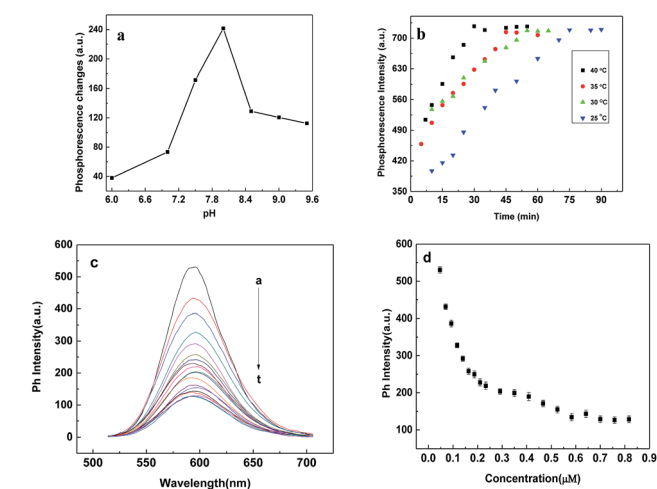 a
Phosphorescence changes (a.u.)
240
200
160
120
80
40
6.0 6.6 7.2 7.8 8.4 9.0 9.6
pH
b
Phosphorescence Intensity (a.u.)
700
630
560
490
420
350
40 °C
35 °C
30 °C
25 °C
0 15 30 45 60 75 90
Time (min)
c
Ph Intensity(a.u.)
600
500
400
300
200
100
0
a
t
500 550 600 650 700
Wavelength(nm)
d
Ph Intensity(a.u.)
600
500
400
300
200
100
0.0 0.1 0.2 0.3 0.4 0.5 0.6 0.7 0.8 0.9
Concentration(μM)